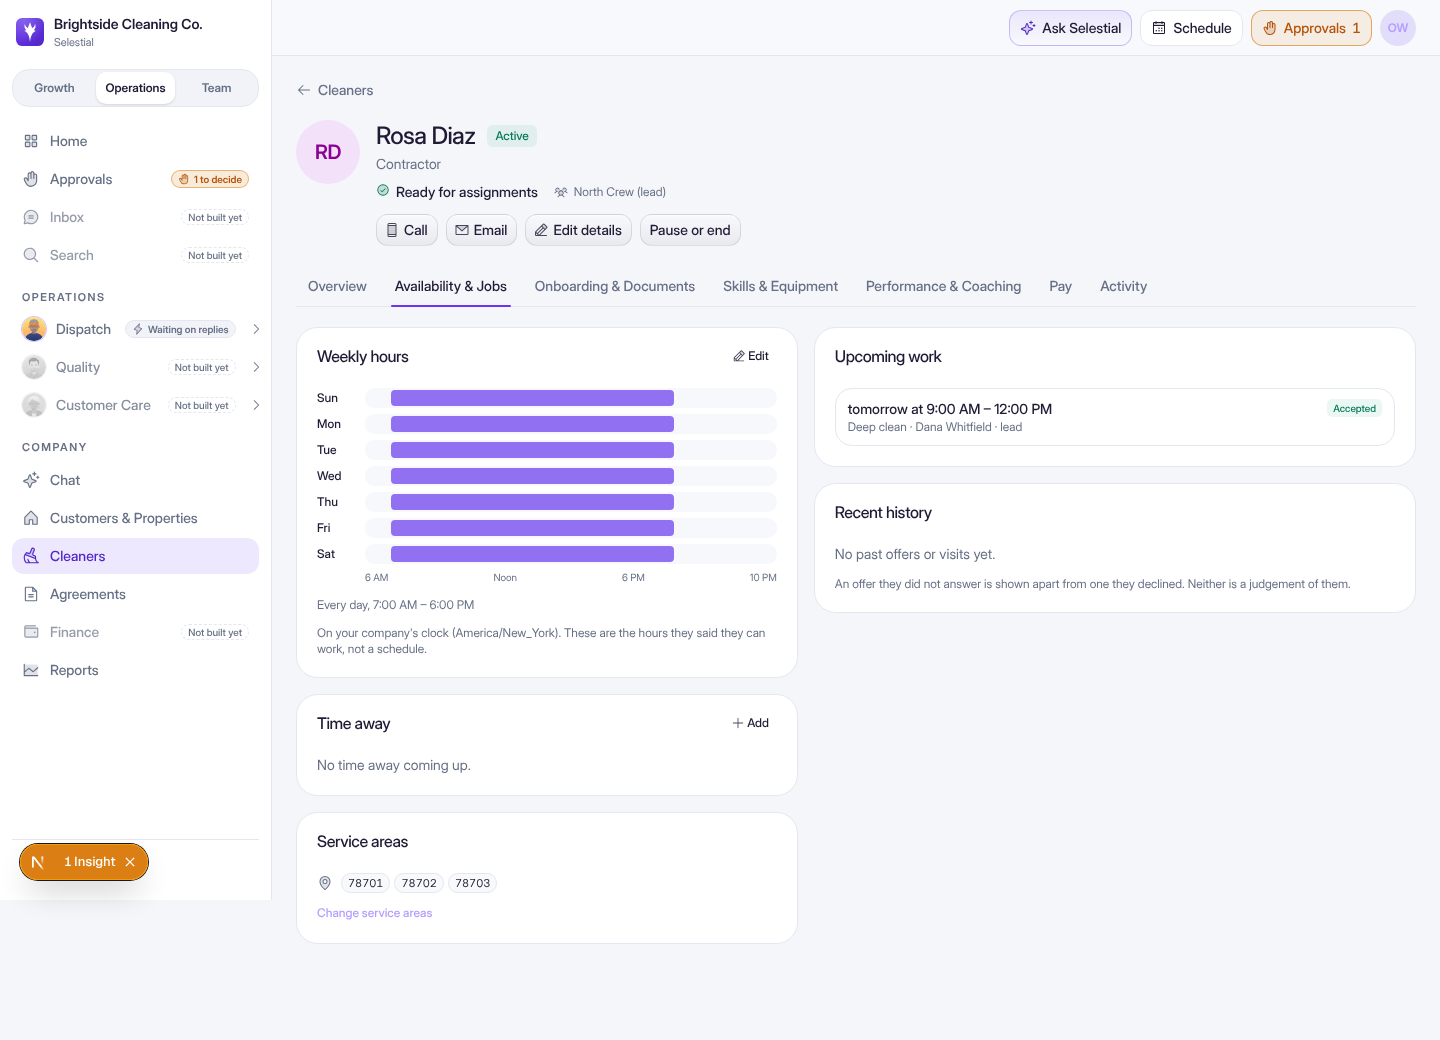 Brightside Cleaning Co.
Selestial
Growth
Operations
Team
Home
Approvals
1 to decide
Inbox
Not built yet
Search
Not built yet
OPERATIONS
Dispatch
Waiting on replies
Quality
Not built yet
Customer Care
Not built yet
COMPANY
Chat
Customers & Properties
Cleaners
Agreements
Finance
Not built yet
Reports
1 Insight
Ask Selestial
Schedule
Approvals 1
OW
Cleaners
RD
Rosa Diaz
Active
Contractor
Ready for assignments
North Crew (lead)
Call
Email
Edit details
Pause or end
Overview
Availability & Jobs
Onboarding & Documents
Skills & Equipment
Performance & Coaching
Pay
Activity
Weekly hours
Edit
Sun
Mon
Tue
Wed
Thu
Fri
Sat
6 AM
Noon
6 PM
10 PM
Every day, 7:00 AM – 6:00 PM
On your company's clock (America/New_York). These are the hours they said they can
work, not a schedule.
Time away
Add
No time away coming up.
Service areas
78701
78702
78703
Change service areas
Upcoming work
tomorrow at 9:00 AM – 12:00 PM
Accepted
Deep clean · Dana Whitfield · lead
Recent history
No past offers or visits yet.
An offer they did not answer is shown apart from one they declined. Neither is a judgement of them.